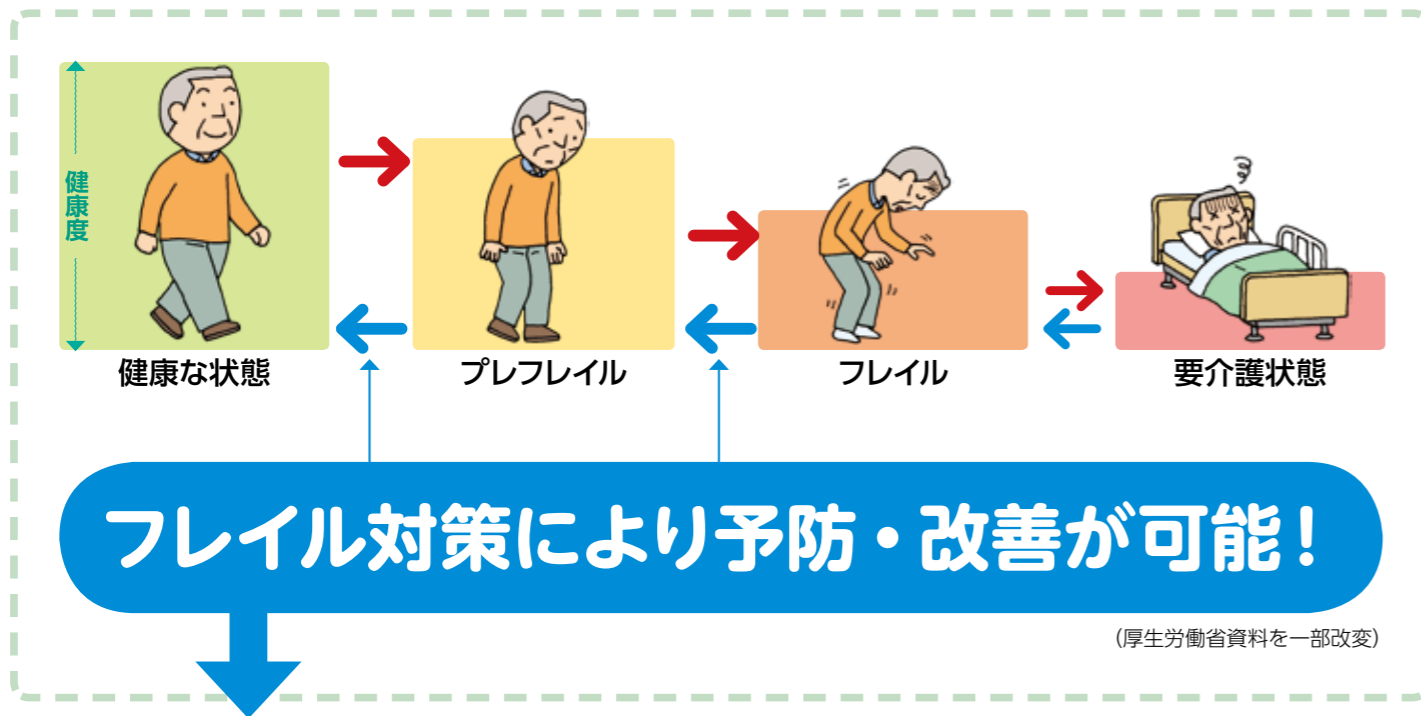 健康度
健康な状態
プレフレイル
フレイル
要介護状態
フレイル対策により予防・改善が可能！
（厚生労働省資料を一部改変）